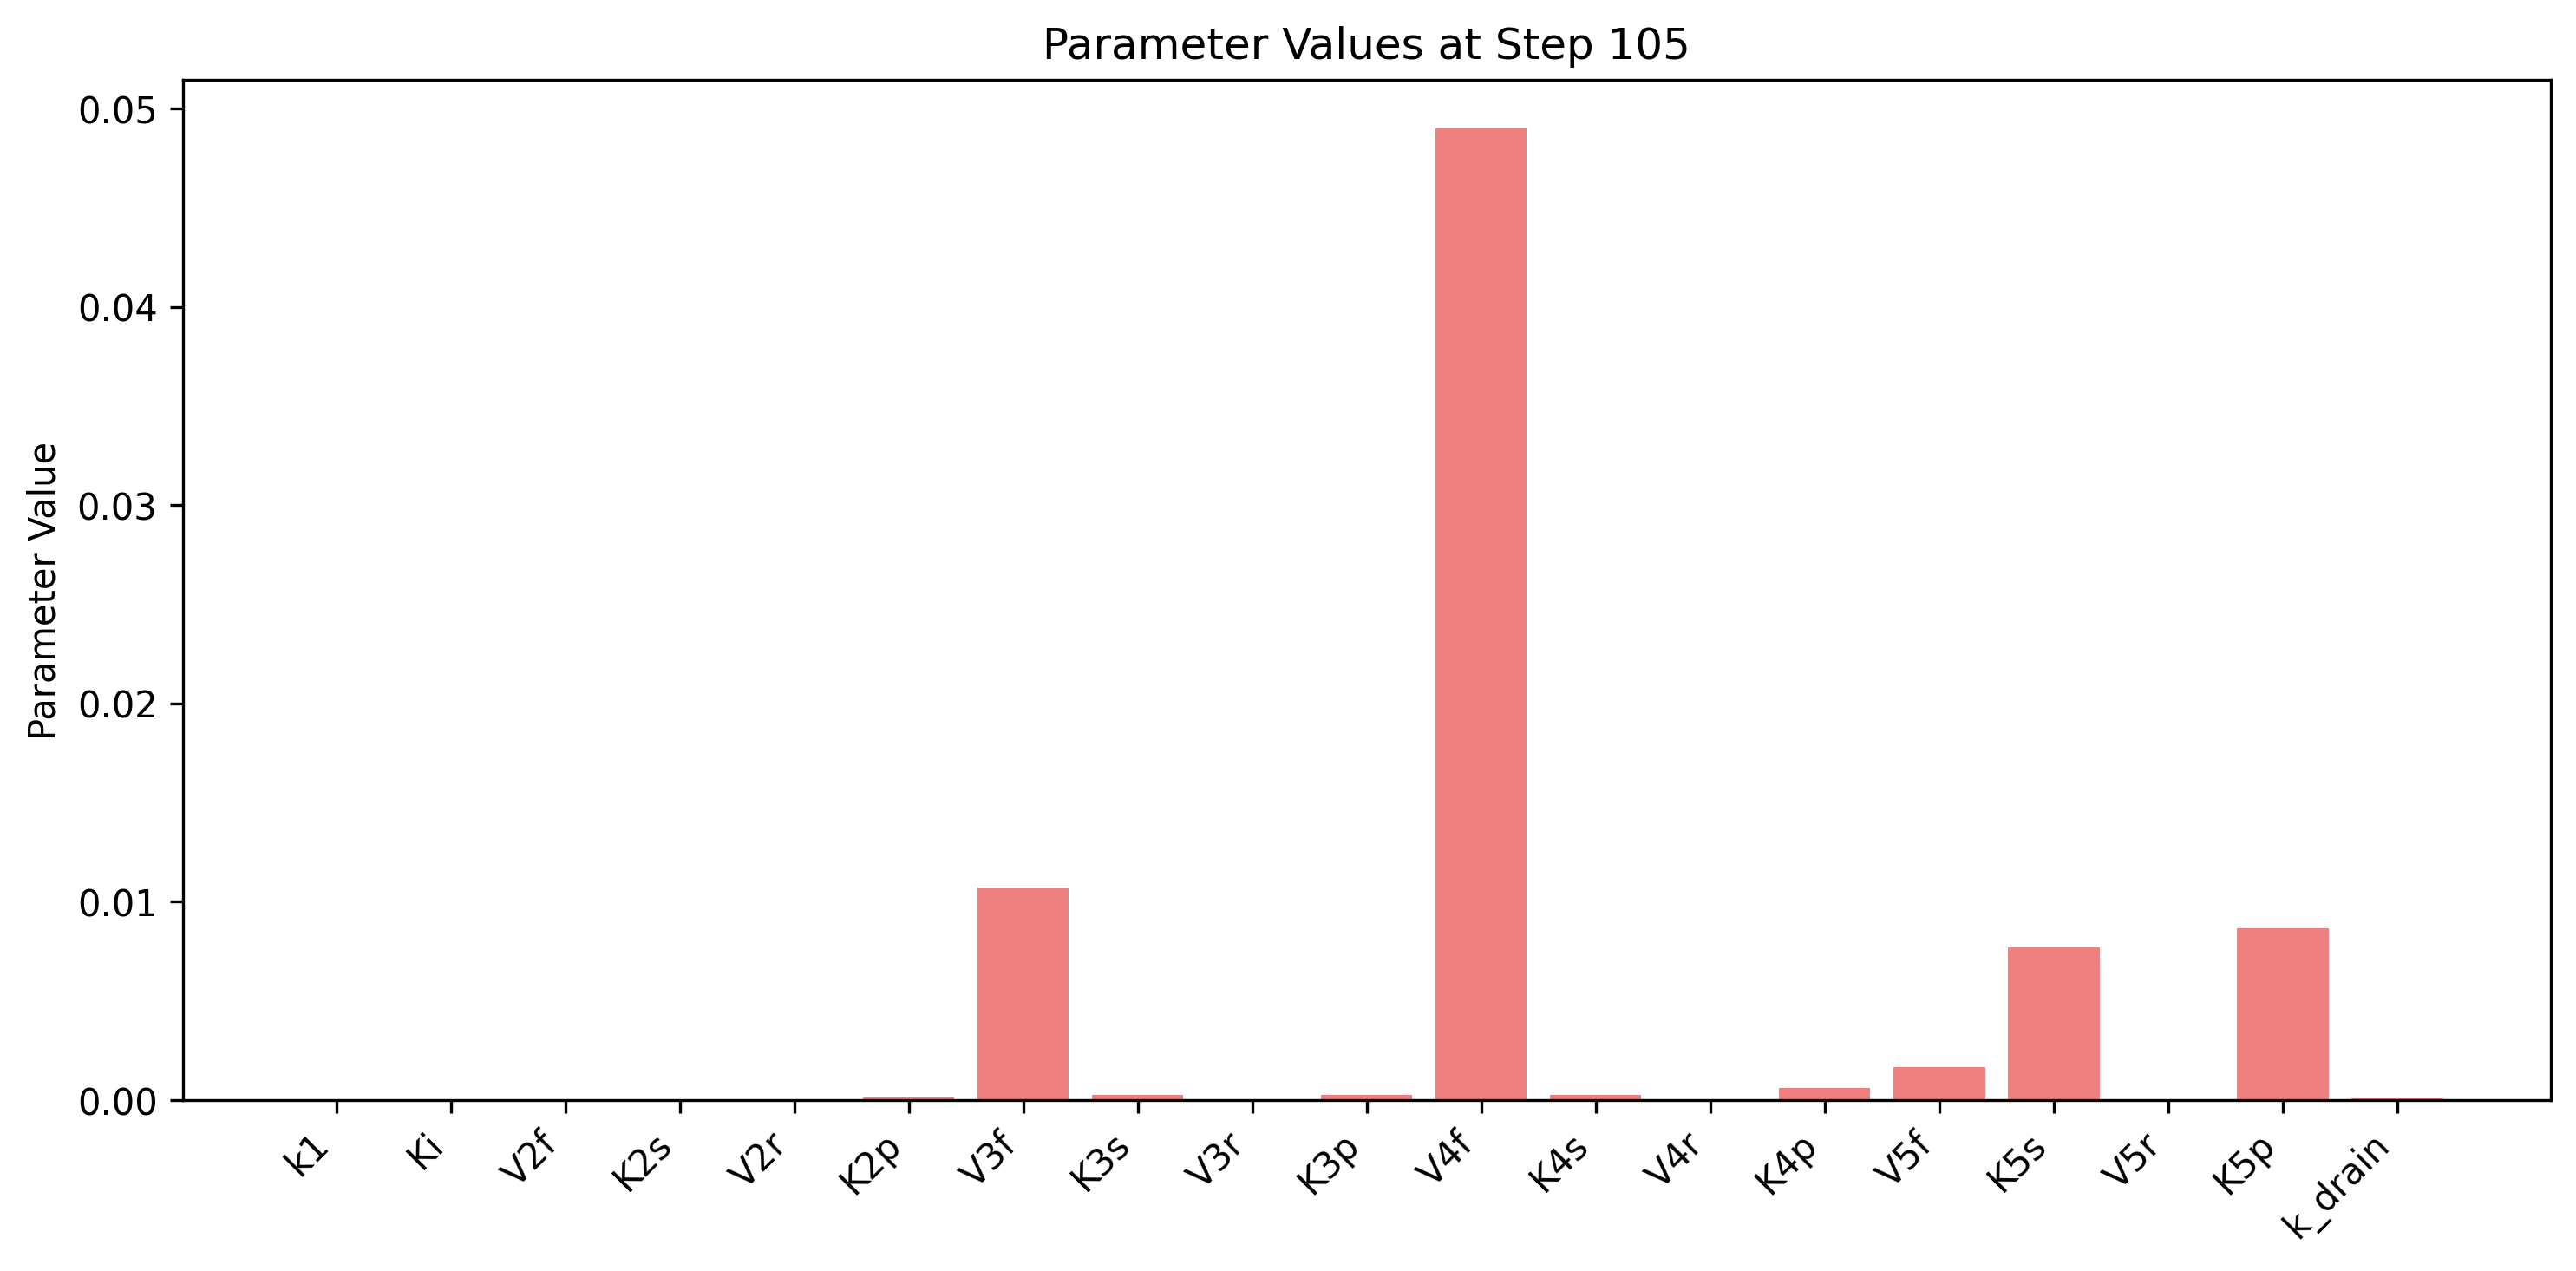 Parameter Values at Step 105
Parameter Value
0.05
0.04
0.03
0.02
0.01
0.00
k1
Ki
V2f
K2s
V2r
K2p
V3f
K3s
V3r
K3p
V4f
K4s
V4r
K4p
V5f
K5s
V5r
K5p
k_drain